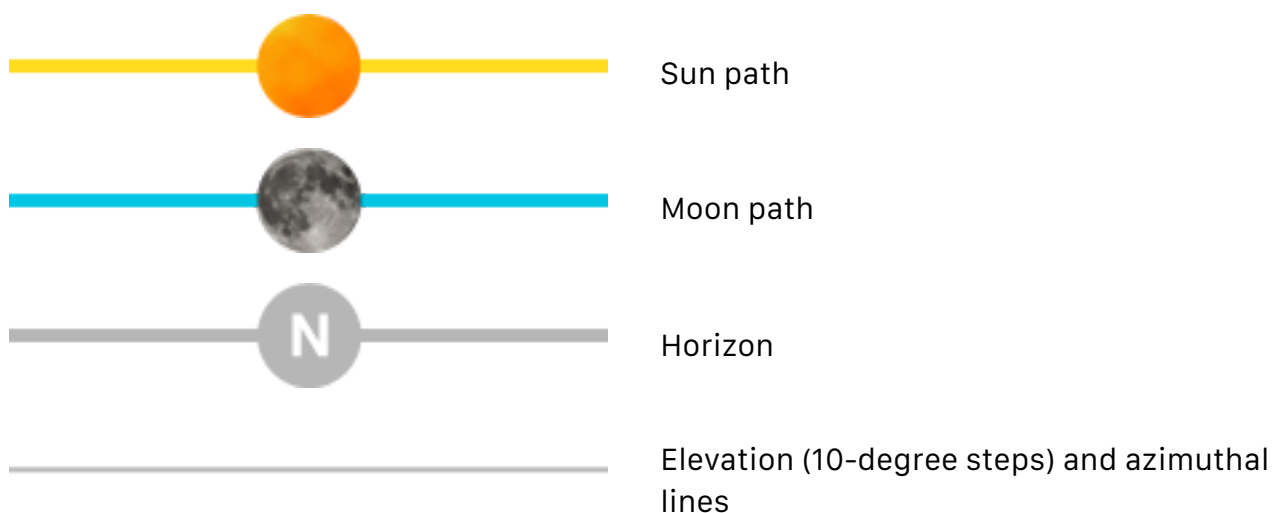 Sun path
Moon path
N
Horizon
Elevation (10-degree steps) and azimuthal
lines